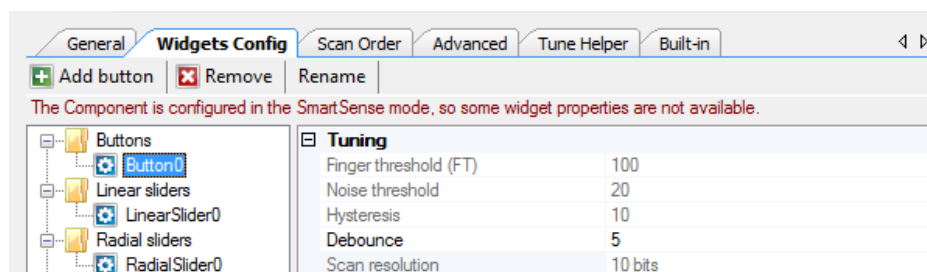 General Widgets Config Scan Order Advanced Tune Helper Built-in
Add button Remove Rename
The Component is configured in the SmartSense mode, so some widget properties are not available.
Buttons
Button0
Linear sliders
LinearSlider0
Radial sliders
RadialSlider0
Tuning
Finger threshold (FT) 100
Noise threshold 20
Hysteresis 10
Debounce 5
Scan resolution 10 bits